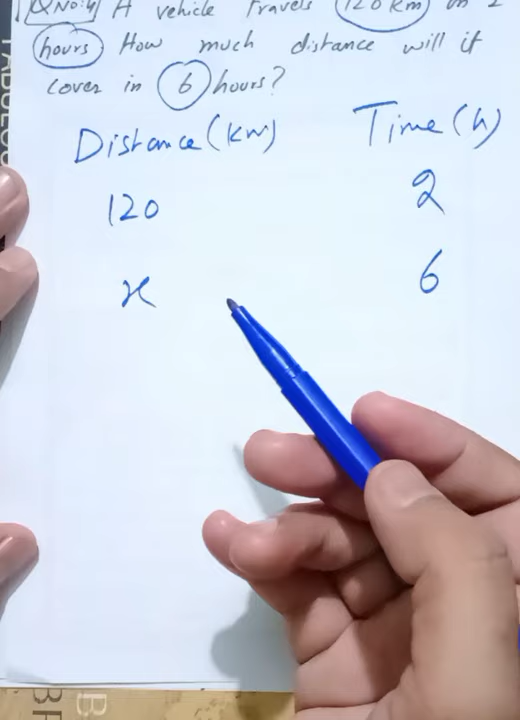 QNo:4 A vehicle travels 120 km in 2
hours. How much distance will it
cover in 6 hours?
Distance (km) Time (h)
120 2
x 6